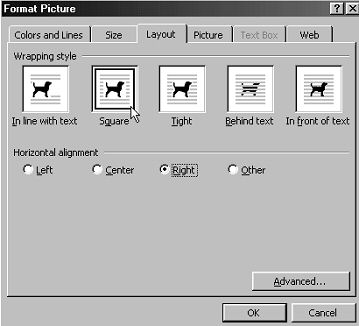 Format Picture
Colors and Lines Size Layout Picture Text Box Web
Wrapping style
In line with text Square Tight Behind text In front of text
Horizontal alignment
Left Center Right Other
Advanced...
OK Cancel